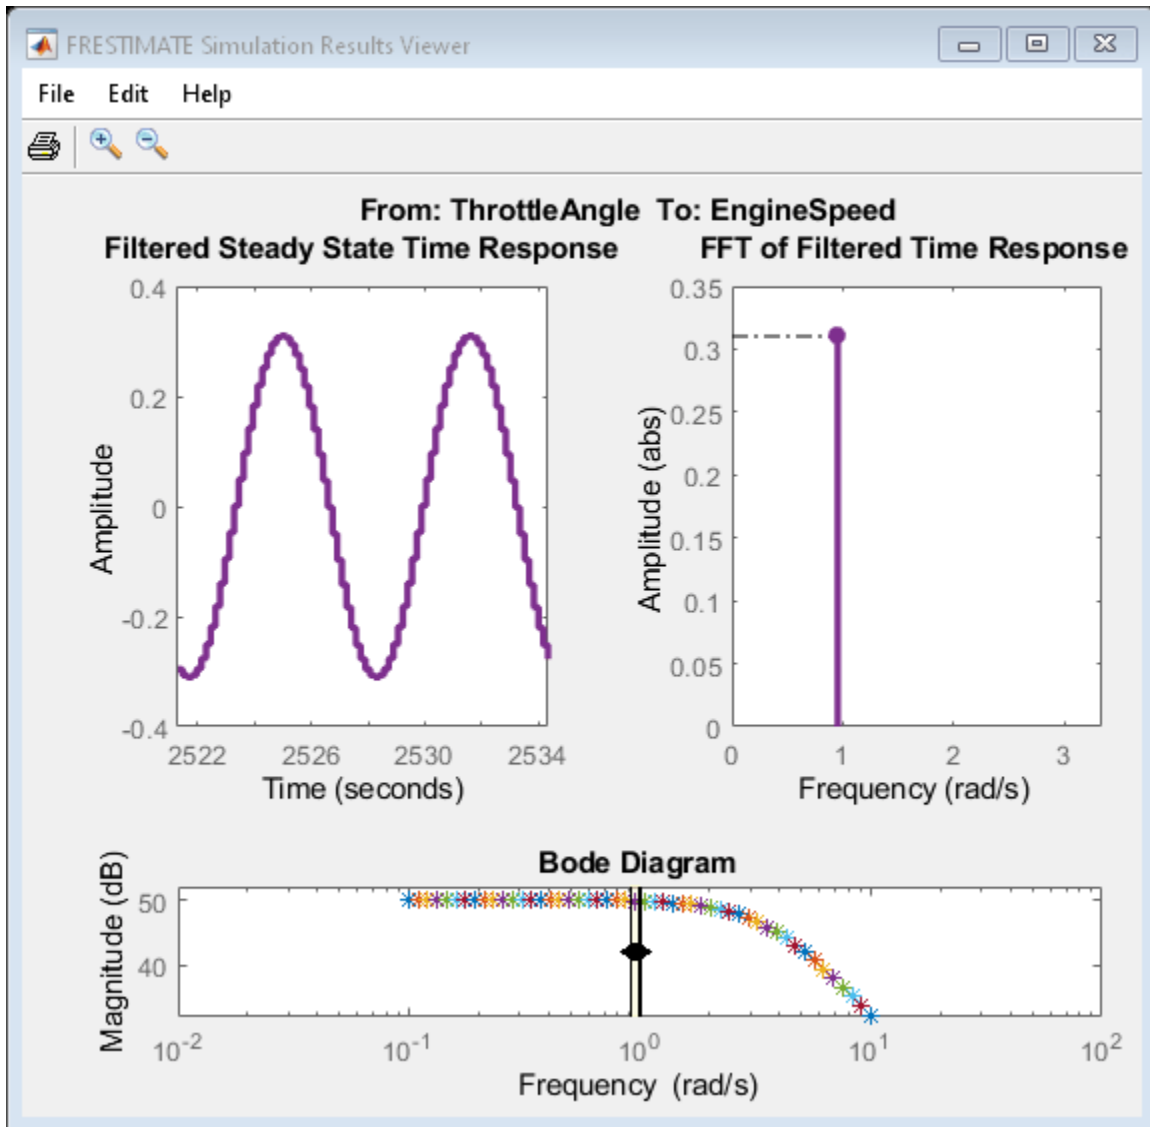 FRESTIMATE Simulation Results Viewer
File Edit Help
From: ThrottleAngle To: EngineSpeed
Filtered Steady State Time Response
0.4
0.2
0
-0.2
-0.4
Amplitude
2522 2526 2530 2534
Time (seconds)
FFT of Filtered Time Response
0.35
0.3
0.25
0.2
0.15
0.1
0.05
0
Amplitude (abs)
0 1 2 3
Frequency (rad/s)
Bode Diagram
50
40
Magnitude (dB)
10^-2 10^-1 10^0 10^1 10^2
Frequency (rad/s)